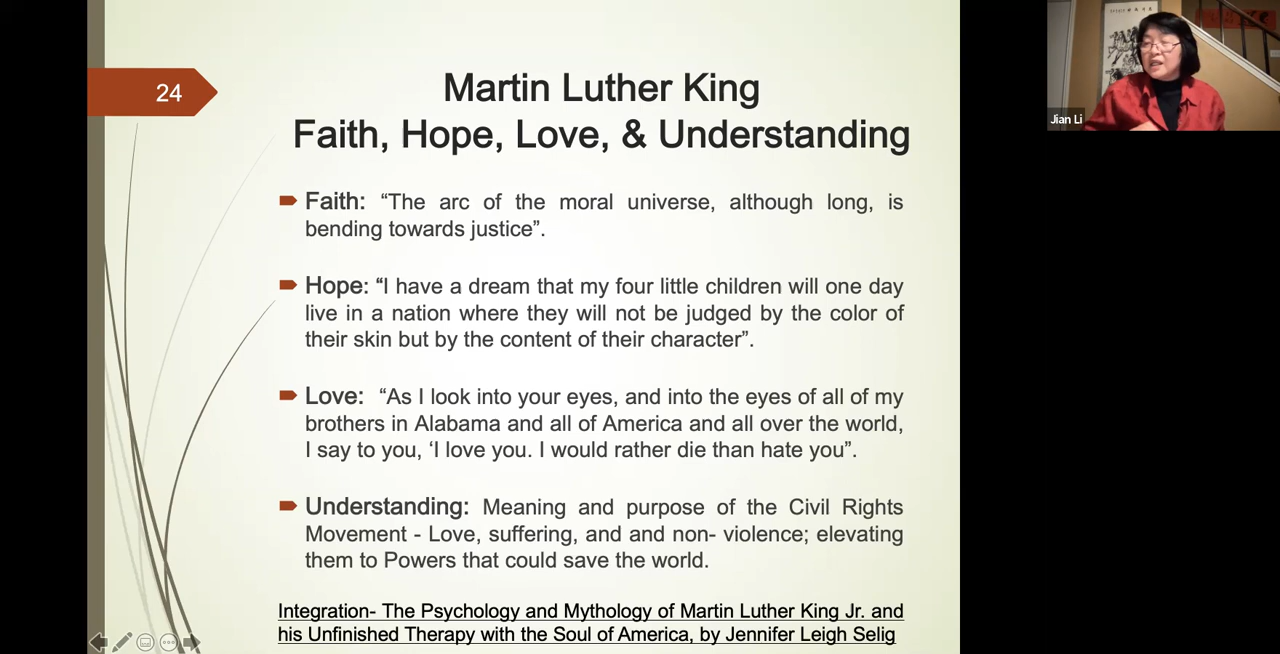 24
Martin Luther King
Faith, Hope, Love, & Understanding
Faith: “The arc of the moral universe, although long, is
bending towards justice”.
Hope: “I have a dream that my four little children will one day
live in a nation where they will not be judged by the color of
their skin but by the content of their character”.
Love: “As I look into your eyes, and into the eyes of all of my
brothers in Alabama and all of America and all over the world,
I say to you, ‘I love you. I would rather die than hate you”.
Understanding: Meaning and purpose of the Civil Rights
Movement - Love, suffering, and and non- violence; elevating
them to Powers that could save the world.
Integration- The Psychology and Mythology of Martin Luther King Jr. and
his Unfinished Therapy with the Soul of America, by Jennifer Leigh Selig
Jian Li